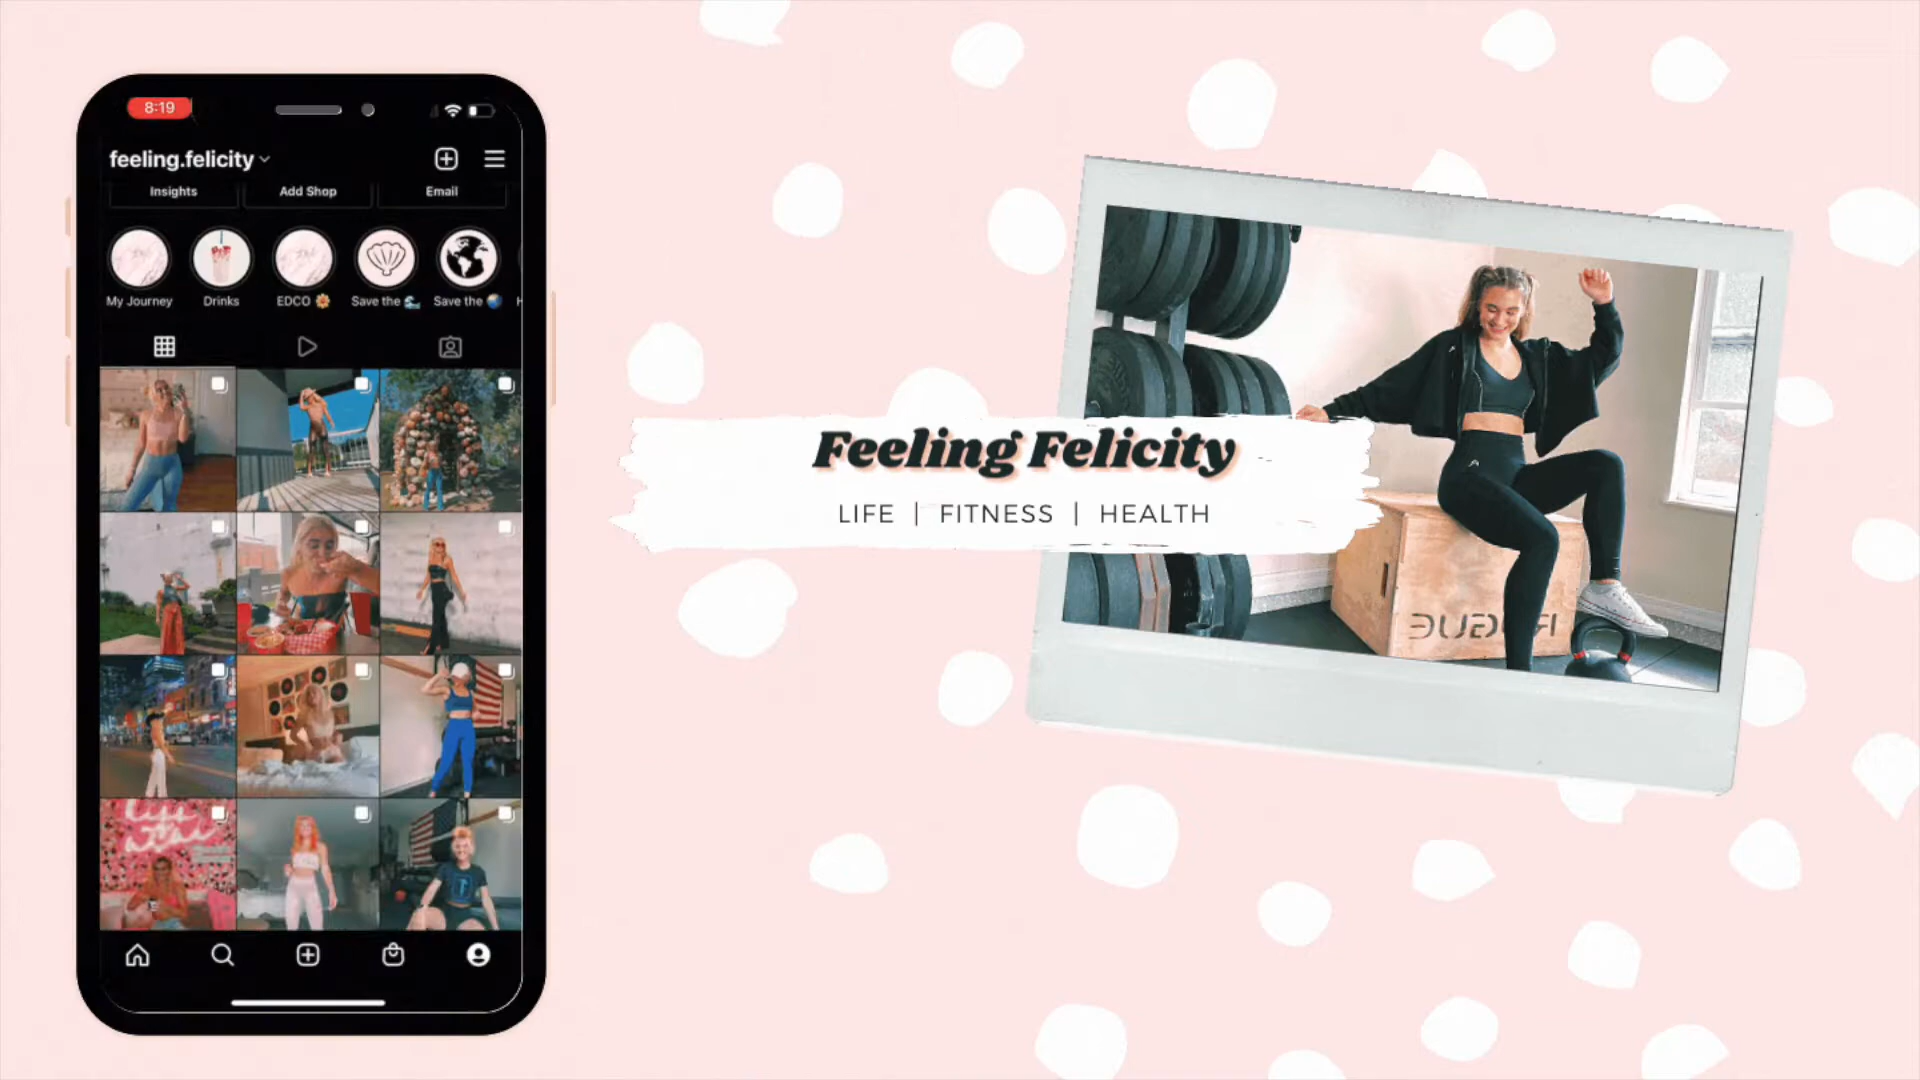 8:19
feeling.felicity
Insights
Add Shop
Email
My Journey
Drinks
EDCO
Save the
Save the
Feeling Felicity
LIFE | FITNESS | HEALTH
ROGUE